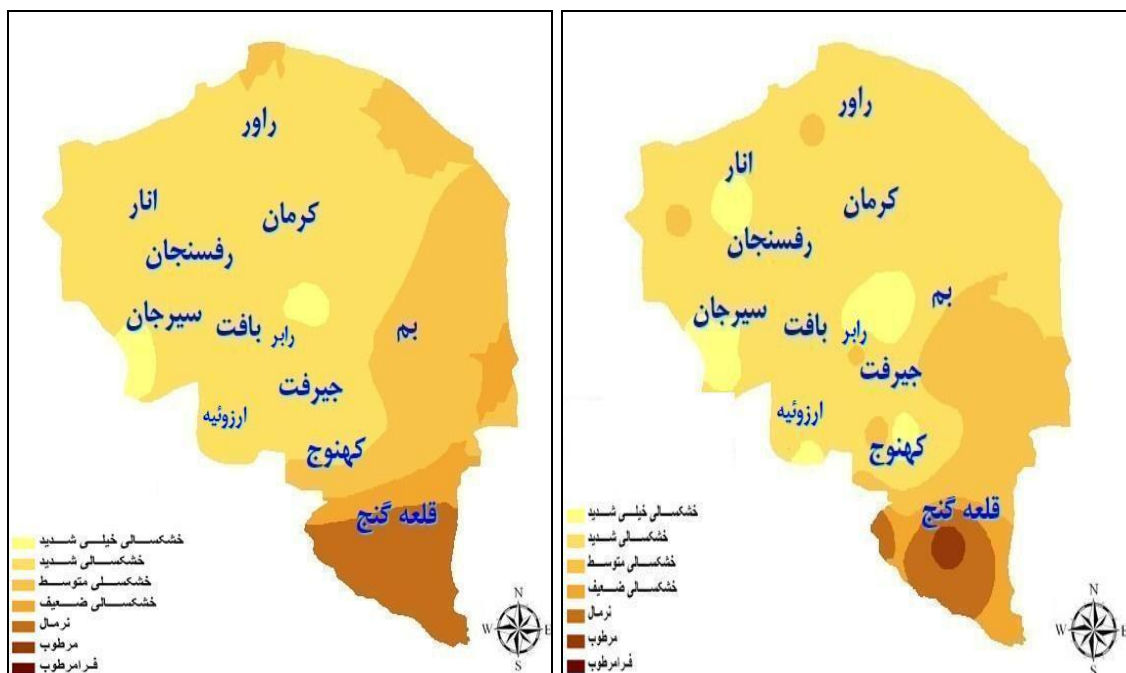 راور
انار
کرمان
رفسنجان
سیرجان
بافت
رابر
بم
جیرفت
ارزوئیه
کهنوج
قلعه گنج
خشکسالی خیلی شدید
خشکسالی شدید
خشکسلی متوسط
خشکسالی ضعیف
نرمال
مرطوب
فرامرطوب
N
W E
S
راور
انار
کرمان
رفسنجان
بم
سیرجان
بافت
رابر
جیرفت
ارزوئیه
کهنوج
قلعه گنج
خشکسالی خیلی شدید
خشکسالی شدید
خشکسالی متوسط
خشکسالی ضعیف
نرمال
مرطوب
فرامرطوب
N
W E
S